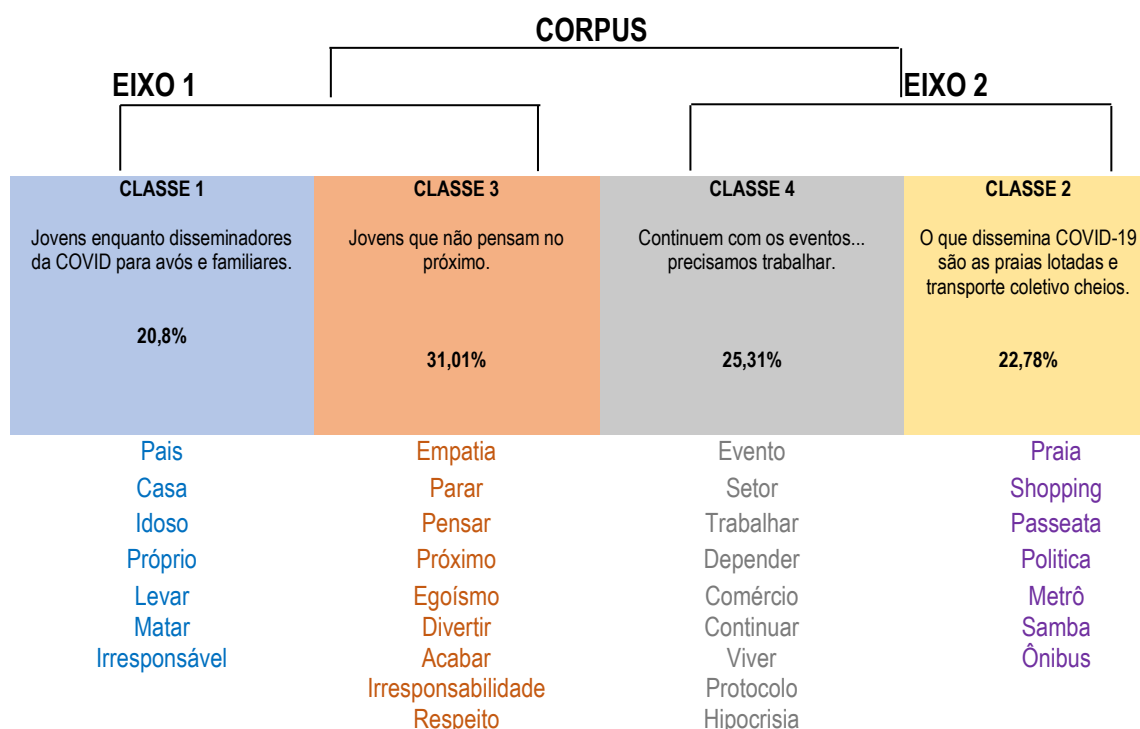 CORPUS
EIXO 1
EIXO 2
CLASSE 1
Jovens enquanto disseminadores
da COVID para avós e familiares.
20,8%
CLASSE 3
Jovens que não pensam no
próximo.
31,01%
CLASSE 4
Continuem com os eventos...
precisamos trabalhar.
25,31%
CLASSE 2
O que dissemina COVID-19
são as praias lotadas e
transporte coletivo cheios.
22,78%
Pais
Casa
Idoso
Próprio
Levar
Matar
Irresponsável
Empatia
Parar
Pensar
Próximo
Egoísmo
Divertir
Acabar
Irresponsabilidade
Respeito
Evento
Setor
Trabalhar
Depender
Comércio
Continuar
Viver
Protocolo
Hipocrisia
Praia
Shopping
Passeata
Politica
Metrô
Samba
Ônibus